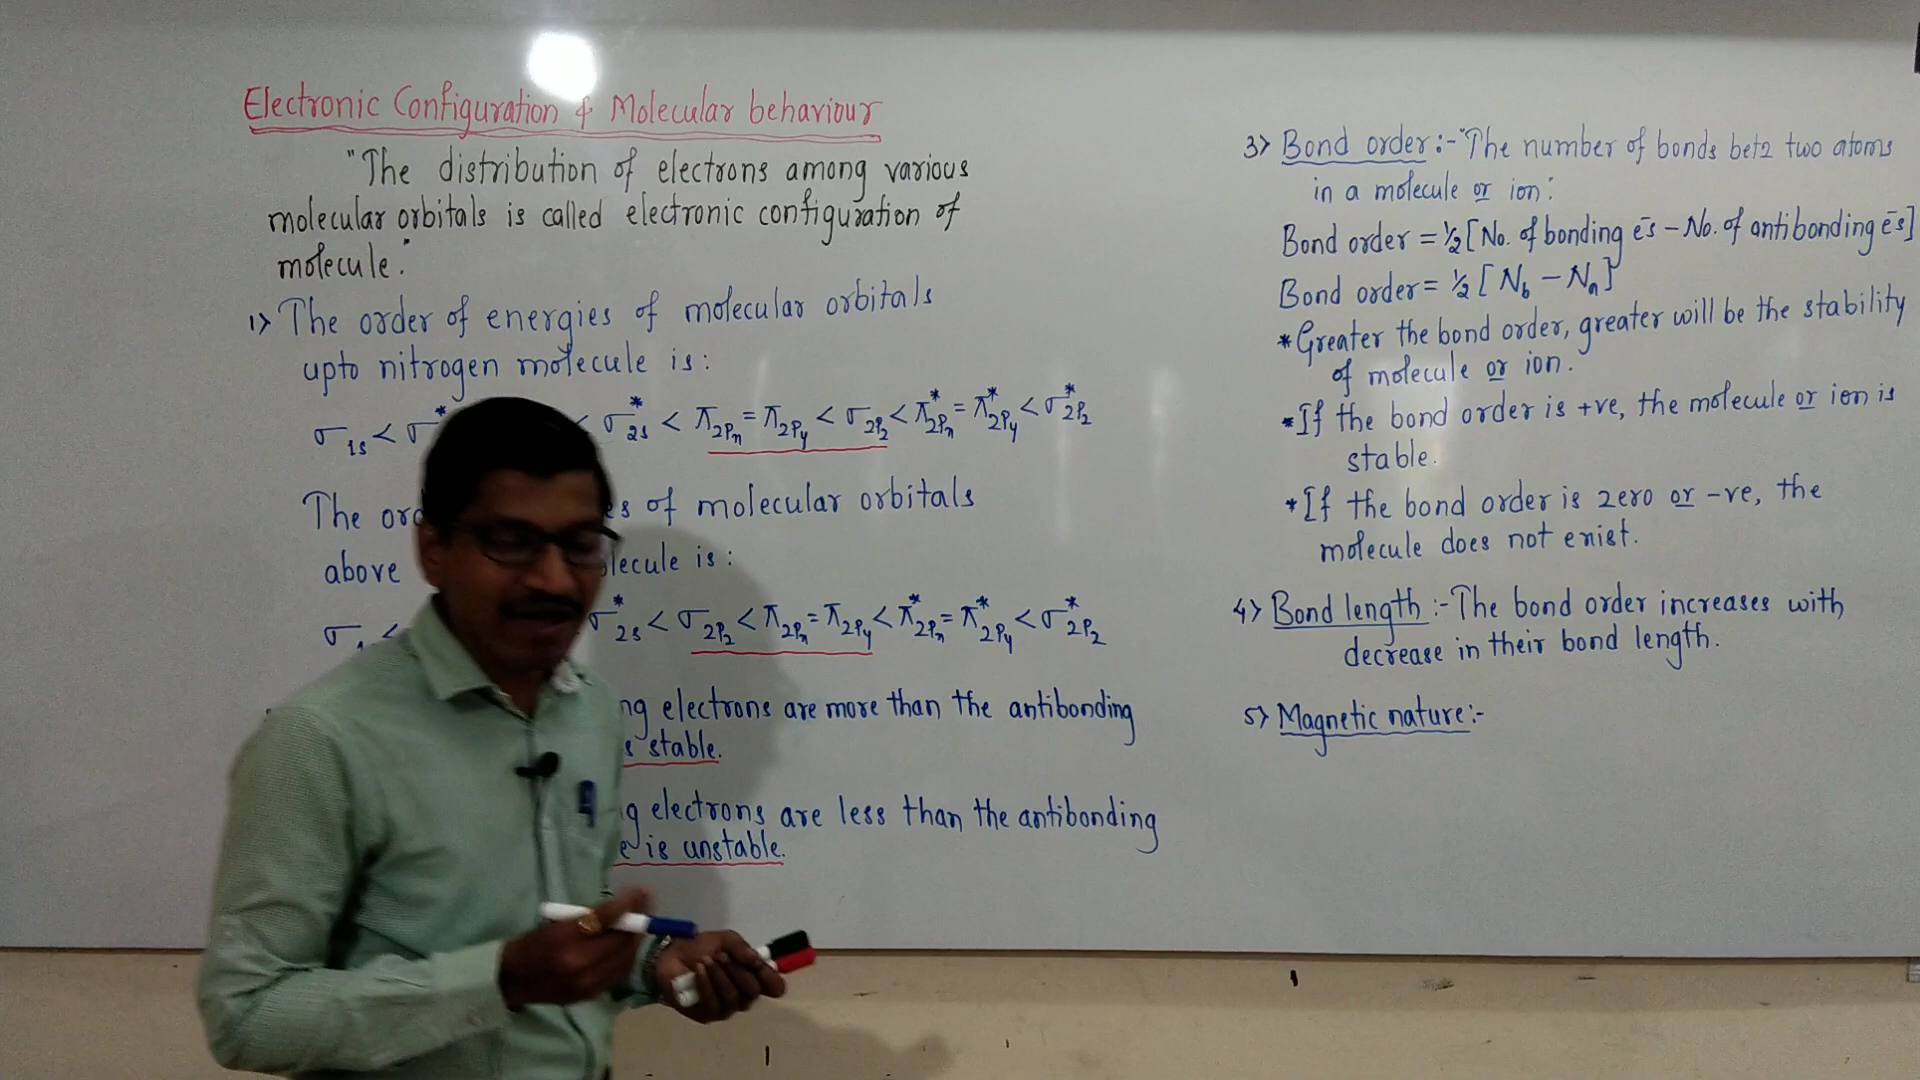 Electronic Configuration & Molecular behaviour
"The distribution of electrons among various
molecular orbitals is called electronic configuration of
molecule."
1> The order of energies of molecular orbitals
upto nitrogen molecule is:
σ1s < σ* < σ*2s < π2px = π2py < σ2pz < π*2px = π*2py < σ*2pz
The ord es of molecular orbitals
above lecule is:
σ1 < σ*2s < σ2pz < π2px = π2py < π*2px = π*2py < σ*2pz
ng electrons are more than the antibonding
s stable.
g electrons are less than the antibonding
e is unstable.
3> Bond order:- "The number of bonds betz two atoms
in a molecule or ion."
Bond order = ½ [No. of bonding ēs - No. of antibonding ēs]
Bond order = ½ [Nb - Na]
* Greater the bond order, greater will be the stability
of molecule or ion.
* If the bond order is +ve, the molecule or ion is
stable.
* If the bond order is zero or -ve, the
molecule does not exist.
4> Bond length:- The bond order increases with
decrease in their bond length.
5> Magnetic nature:-